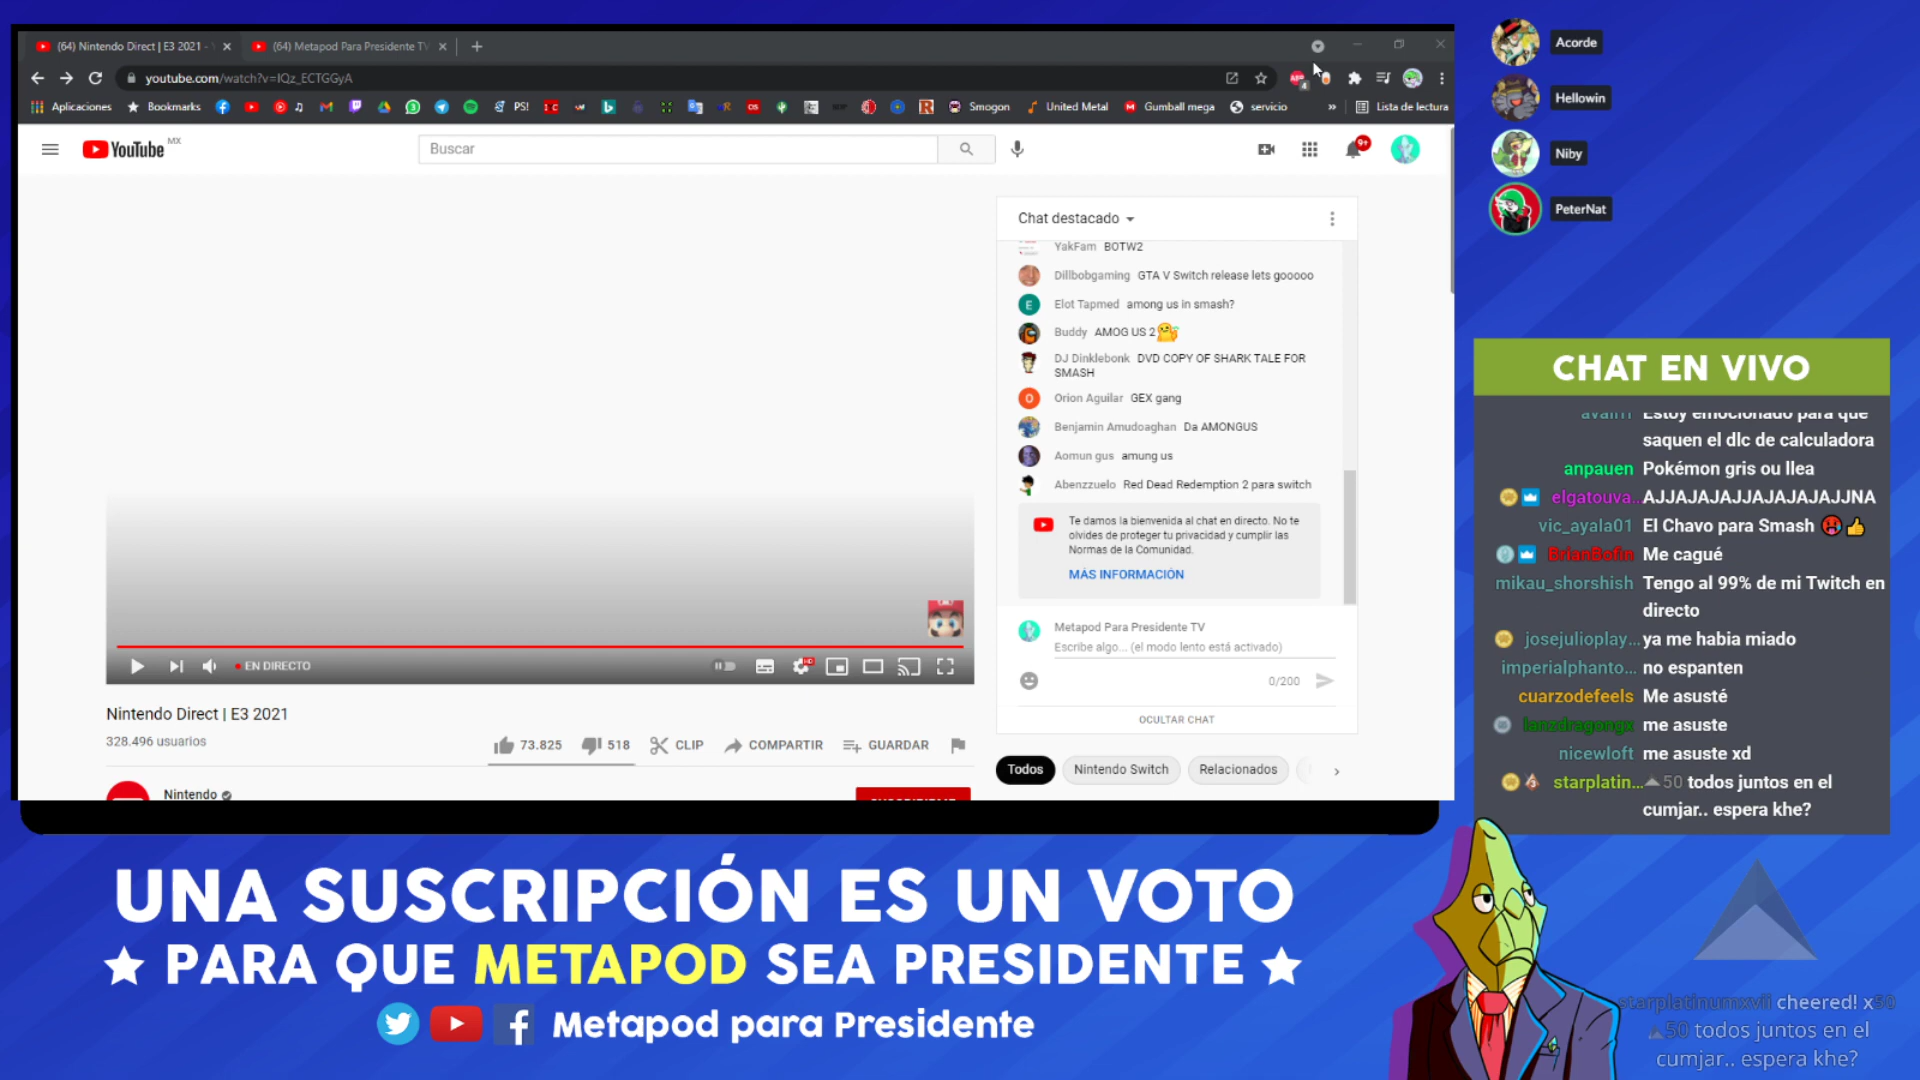 (64) Nintendo Direct | E3 2021 -
(64) Metapod Para Presidente TV
youtube.com/watch?v=IQz_ECTGGyA
Aplicaciones
Bookmarks
PS!
Smogon
United Metal
Gumball mega
servicio
»
Lista de lectura
YouTube MX
Buscar
9+
Chat destacado
YakFam BOTW2
Dillbobgaming GTA V Switch release lets gooooo
E Elot Tapmed among us in smash?
Buddy AMOG US 2
DJ Dinklebonk DVD COPY OF SHARK TALE FOR
SMASH
O Orion Aguilar GEX gang
Benjamin Amudoaghan Da AMONGUS
Aomun gus amung us
Abenzzuelo Red Dead Redemption 2 para switch
Te damos la bienvenida al chat en directo. No te
olvides de proteger tu privacidad y cumplir las
Normas de la Comunidad.
MÁS INFORMACIÓN
Metapod Para Presidente TV
Escribe algo... (el modo lento está activado)
0/200
OCULTAR CHAT
EN DIRECTO
HD
Nintendo Direct | E3 2021
328.496 usuarios
73.825
518
CLIP
COMPARTIR
GUARDAR
Todos
Nintendo Switch
Relacionados
Nintendo
Acorde
Hellowin
Niby
PeterNat
CHAT EN VIVO
Estoy emocionado para que
saquen el dlc de calculadora
anpauen Pokémon gris ou llea
elgatouva... AJJAJAJAJJAJAJAJAJJNA
vic_ayala01 El Chavo para Smash
BrianBofin Me cagué
mikau_shorshish Tengo al 99% de mi Twitch en
directo
josejulioplay... ya me habia miado
imperialphanto... no espanten
cuarzodefeels Me asusté
lanzdragongx me asuste
nicewloft me asuste xd
starplatin... 50 todos juntos en el
cumjar.. espera khe?
UNA SUSCRIPCIÓN ES UN VOTO
★ PARA QUE METAPOD SEA PRESIDENTE ★
Metapod para Presidente
starplatinumxvii cheered! x50
50 todos juntos en el
cumjar.. espera khe?